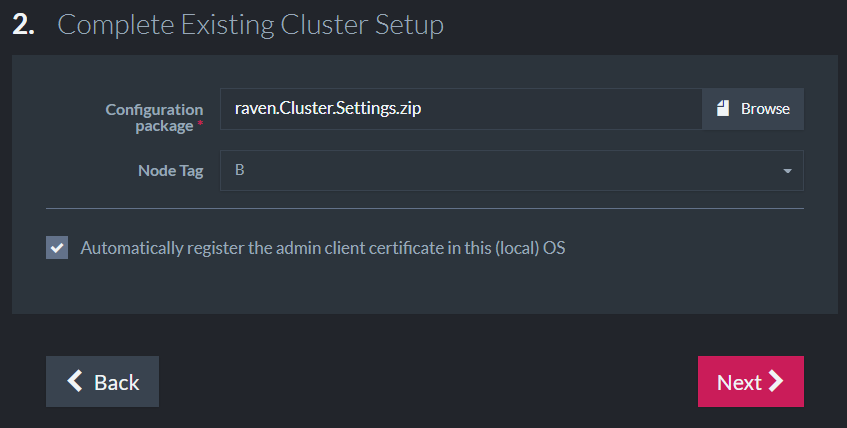 2. Complete Existing Cluster Setup
Configuration
package *
raven.Cluster.Settings.zip
Browse
Node Tag
B
Automatically register the admin client certificate in this (local) OS
Back
Next